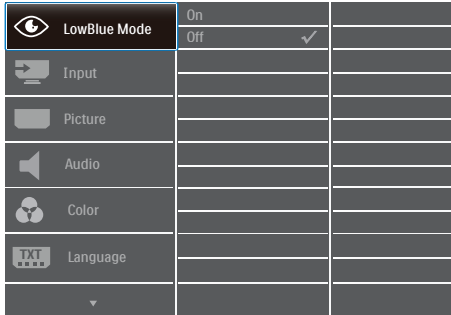 LowBlue Mode
On
Off
Input
Picture
Audio
Color
TXT
Language